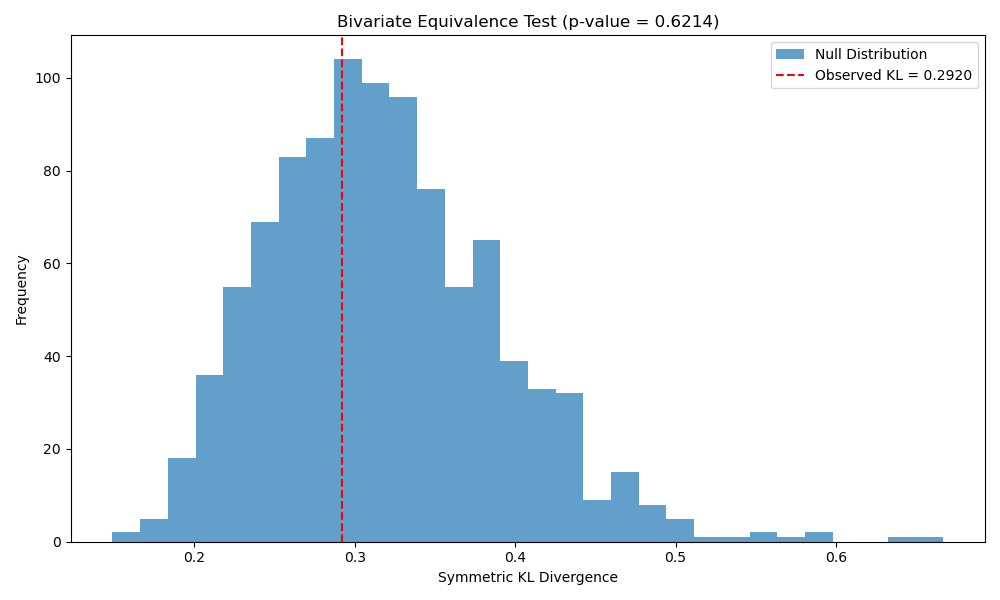 Bivariate Equivalence Test (p-value = 0.6214)
Null Distribution
Observed KL = 0.2920
Frequency
100
80
60
40
20
0
0.2 0.3 0.4 0.5 0.6
Symmetric KL Divergence